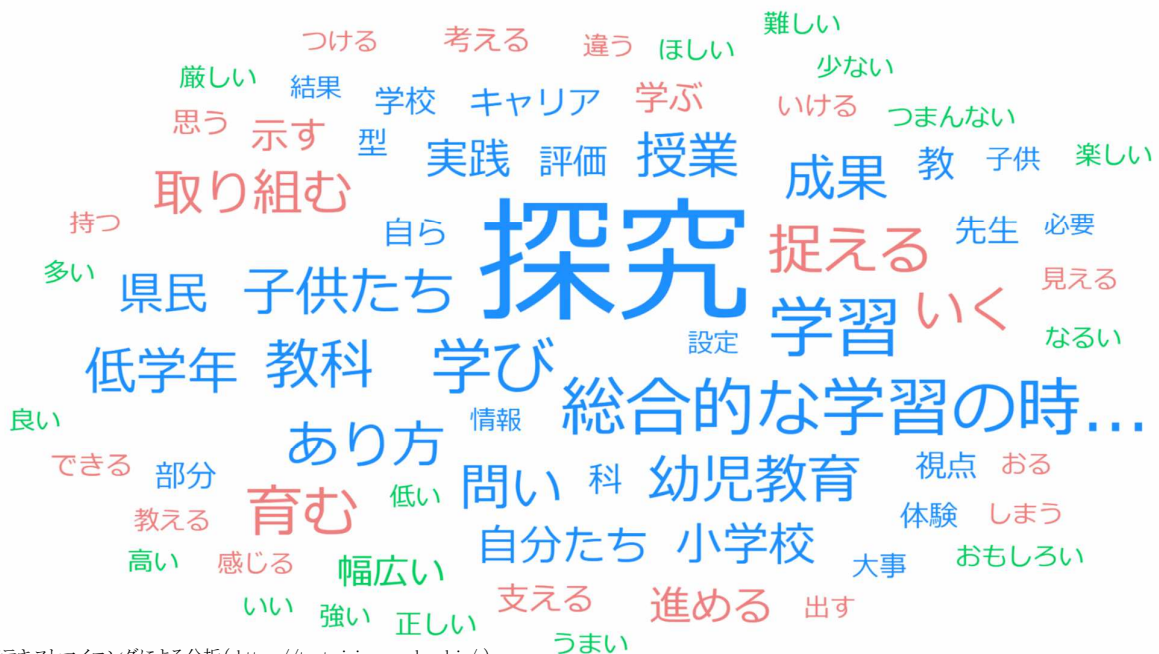 難しい
つける 考える 違う ほしい
少ない
厳しい 結果 学校 キャリア 学ぶ いける つまんない
思う 示す 型 実践 評価 授業 成果 教 子供 楽しい
取り組む 探究 捉える
持つ 自ら 先生 必要
多い 県民 子供たち 学習 いく 見える
低学年 教科 学び 設定 なるい
良い あり方 情報 総合的な学習の時…
できる 部分 育む 低い 問い 科 幼児教育 視点 おる
教える 自分たち 小学校 体験 しまう
高い 感じる 幅広い 大事 おもしろい
いい 強い 正しい 支える 進める 出す
うまい